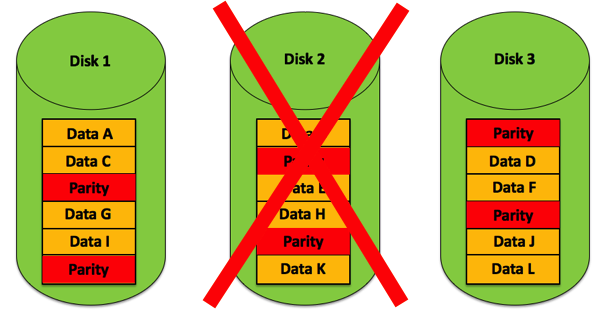 Disk 1
Data A
Data C
Parity
Data G
Data I
Parity
Disk 2
Data H
Parity
Data K
Disk 3
Parity
Data D
Data F
Parity
Data J
Data L